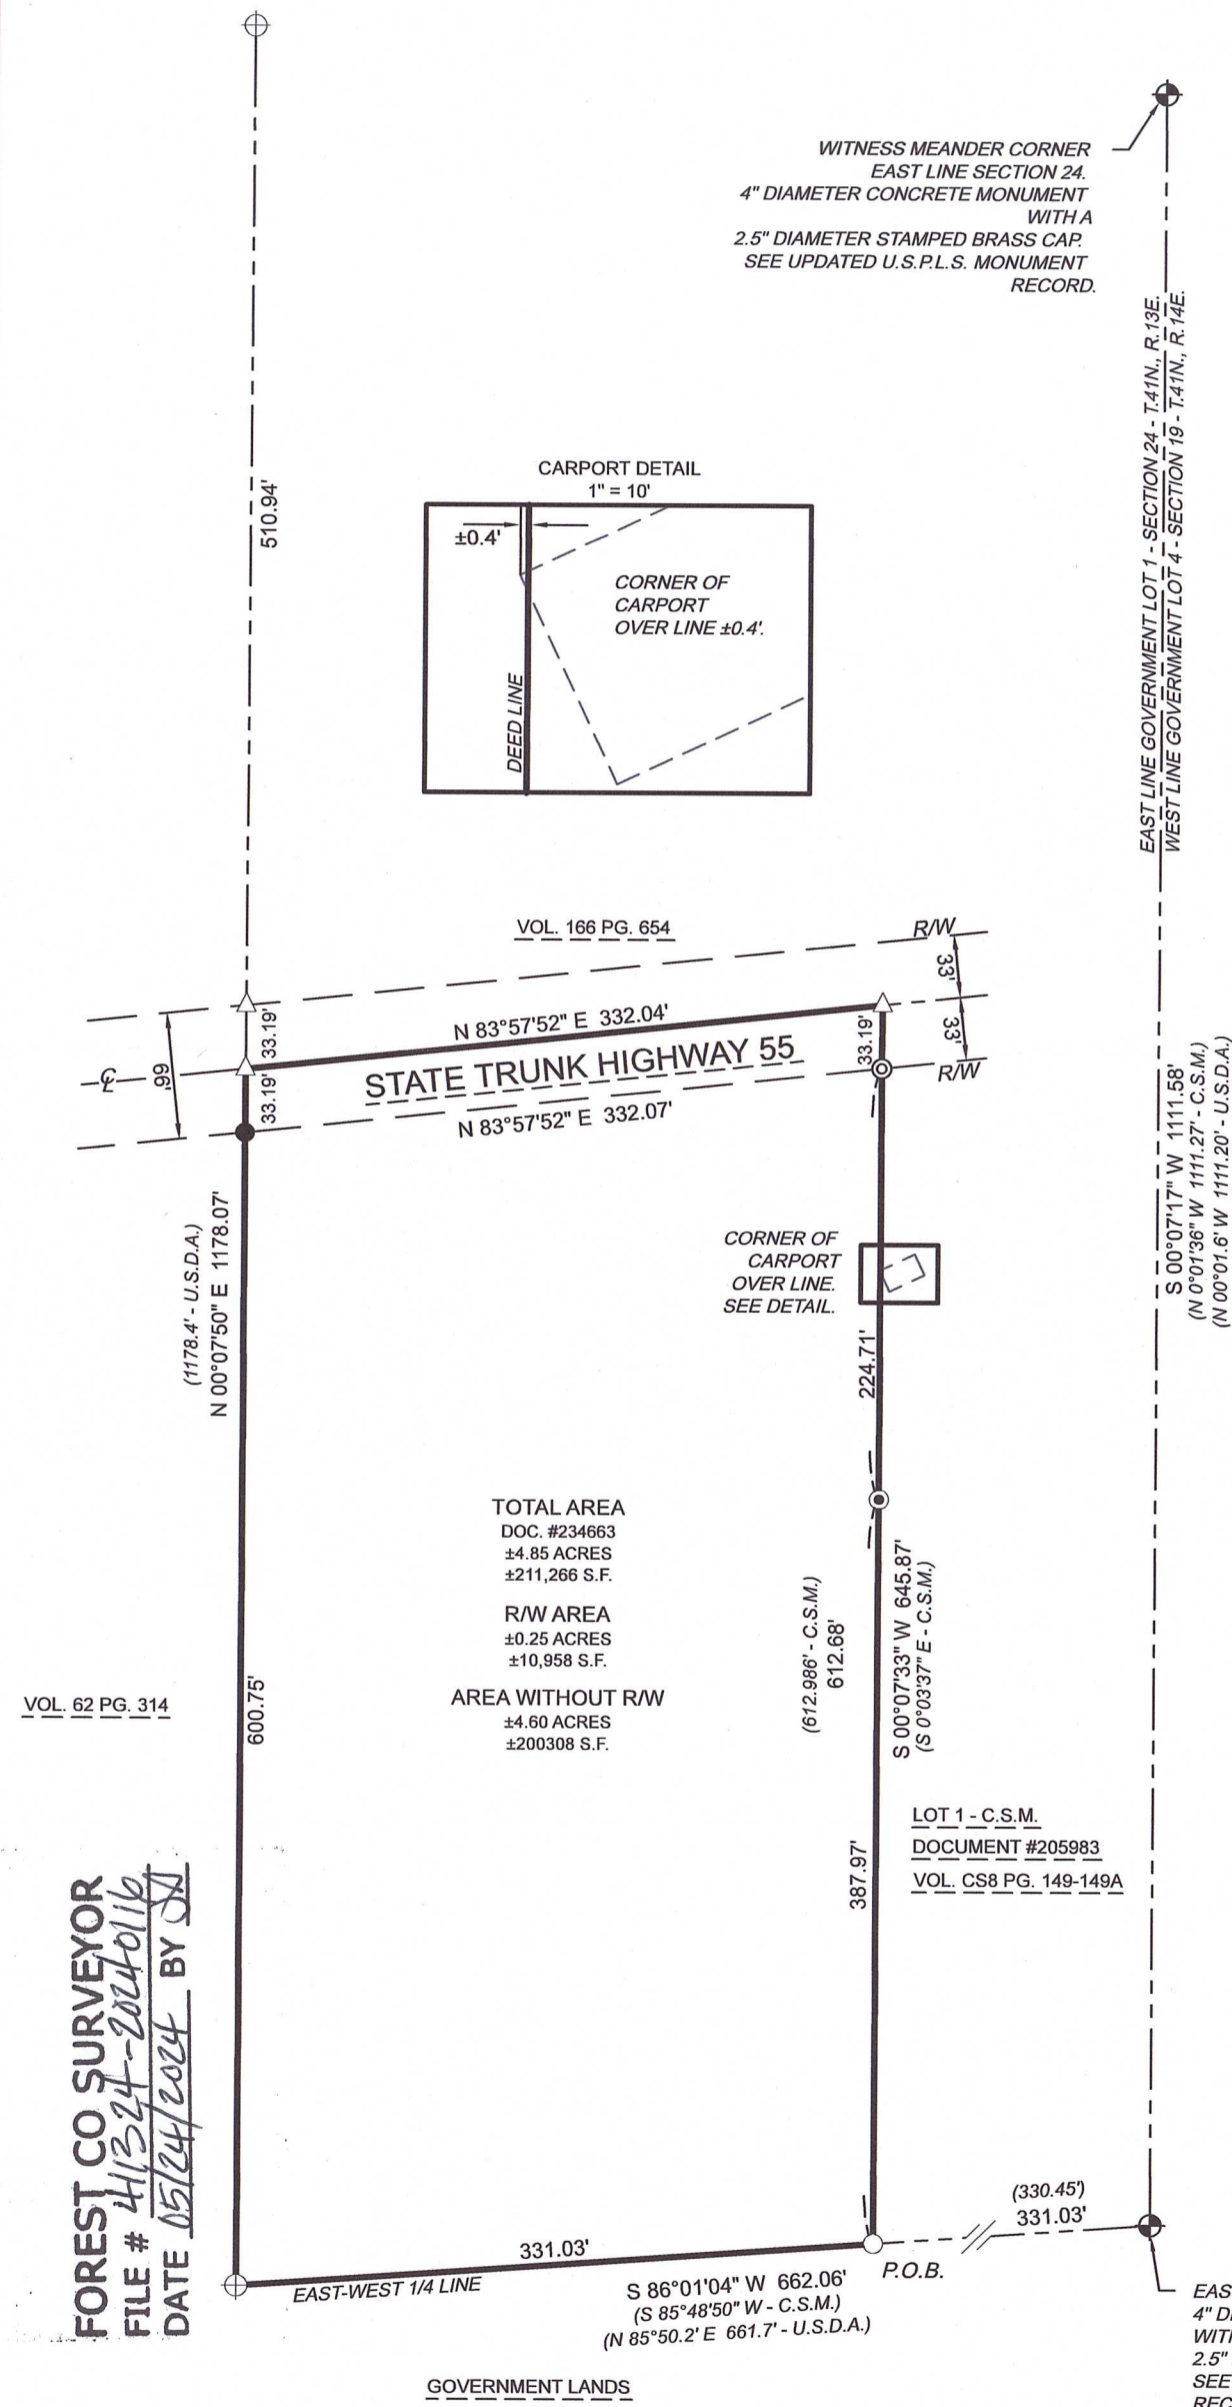 WITNESS MEANDER CORNER
EAST LINE SECTION 24.
4" DIAMETER CONCRETE MONUMENT
WITH A
2.5" DIAMETER STAMPED BRASS CAP.
SEE UPDATED U.S.P.L.S. MONUMENT
RECORD.
EAST LINE GOVERNMENT LOT 1 - SECTION 24 - T.41N., R.13E.
WEST LINE GOVERNMENT LOT 4 - SECTION 19 - T.41N., R.14E.
510.94'
CARPORT DETAIL
1" = 10'
±0.4'
CORNER OF
CARPORT
OVER LINE ±0.4'.
DEED LINE
VOL. 166 PG. 654
R/W
33'
33'
R/W
33.19'
N 83°57'52" E 332.04'
33.19'
66'
STATE TRUNK HIGHWAY 55
33.19'
N 83°57'52" E 332.07'
(1178.4' - U.S.D.A.)
N 00°07'50" E 1178.07'
S 00°07'17" W 1111.58'
(N 0°01'36" W 1111.27' - C.S.M.)
(N 00°01.6' W 1111.20' - U.S.D.A.)
CORNER OF
CARPORT
OVER LINE.
SEE DETAIL.
224.71'
TOTAL AREA
DOC. #234663
±4.85 ACRES
±211,266 S.F.
R/W AREA
±0.25 ACRES
±10,958 S.F.
AREA WITHOUT R/W
±4.60 ACRES
±200308 S.F.
(612.986' - C.S.M.)
612.68'
S 00°07'33" W 645.87'
(S 0°03'37" E - C.S.M.)
VOL. 62 PG. 314
600.75'
LOT 1 - C.S.M.
DOCUMENT #205983
VOL. CS8 PG. 149-149A
387.97'
FOREST CO SURVEYOR
FILE # 41324-20240116
DATE 05/24/2024 BY
(330.45')
331.03'
331.03'
P.O.B.
EAST-WEST 1/4 LINE
S 86°01'04" W 662.06'
(S 85°48'50" W - C.S.M.)
(N 85°50.2' E 661.7' - U.S.D.A.)
GOVERNMENT LANDS
EAS
4" D
WIT
2.5"
SEE
REC